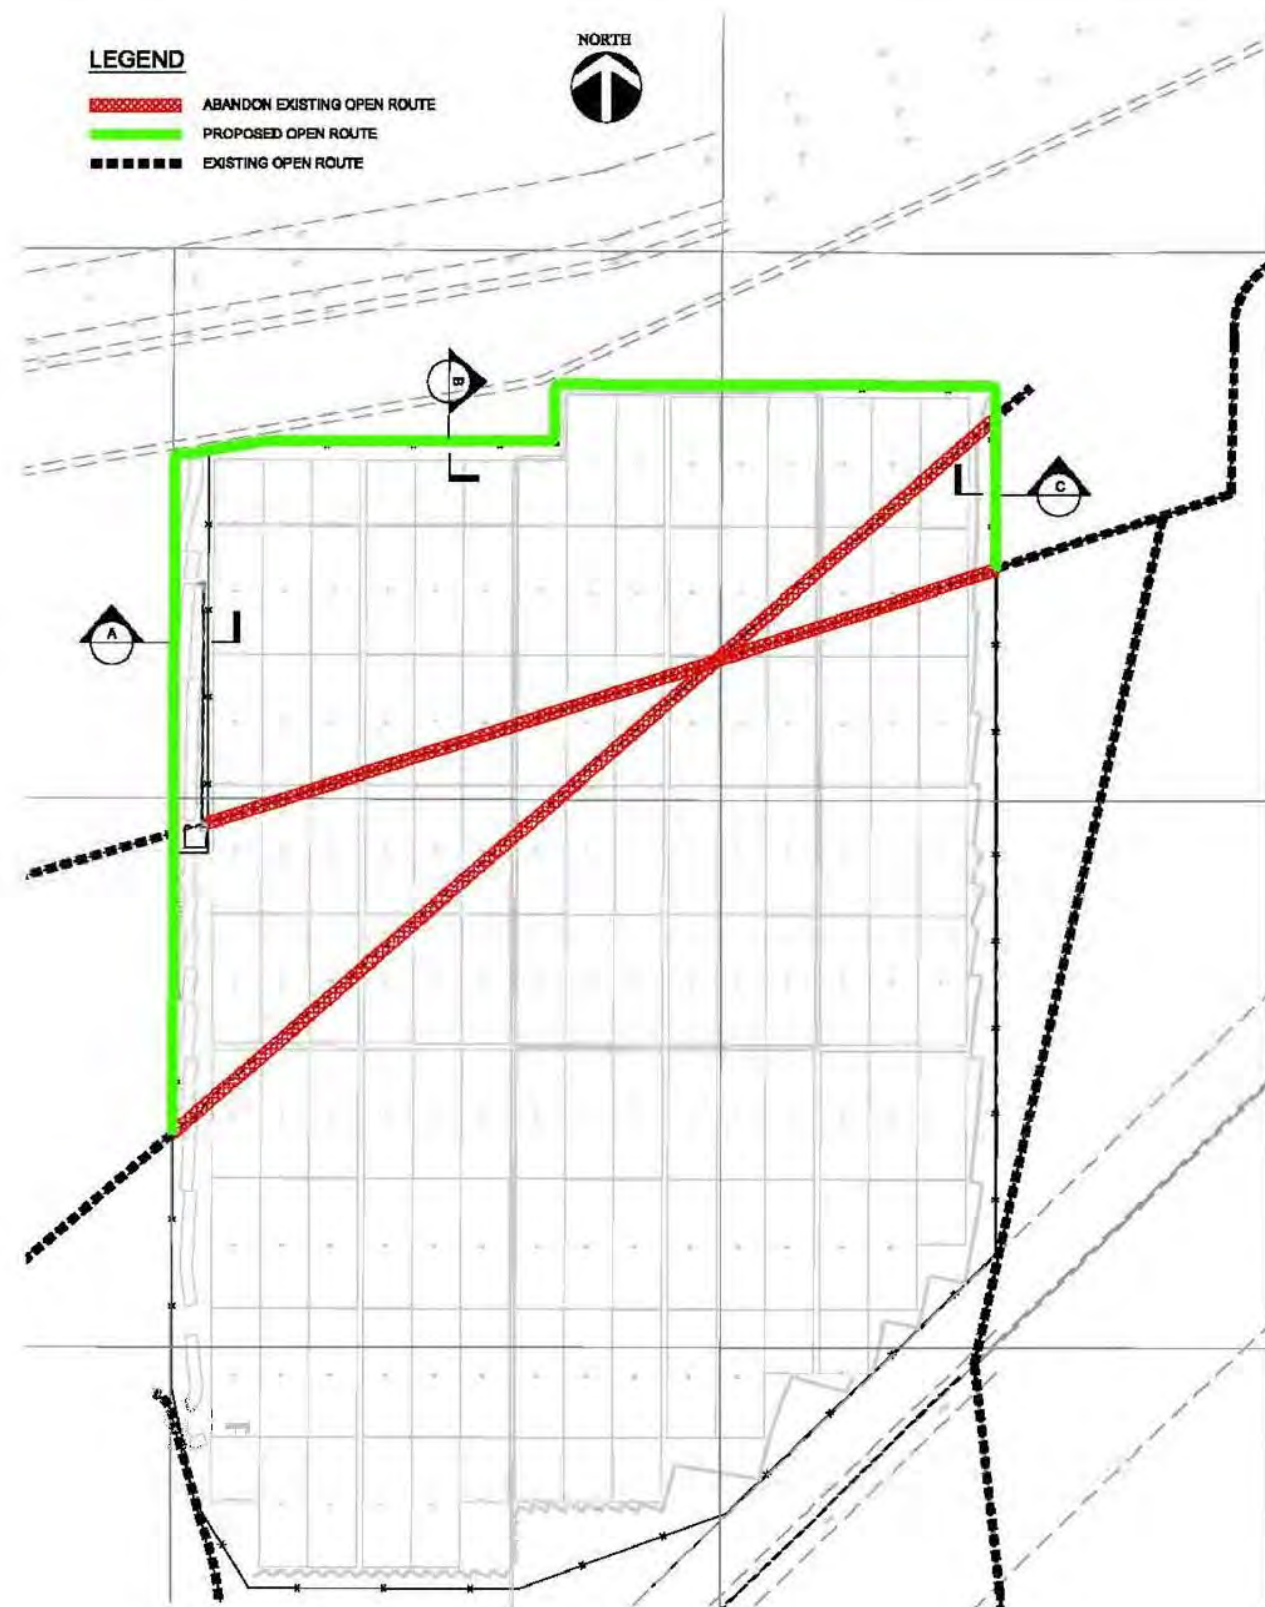 NORTH
LEGEND
ABANDON EXISTING OPEN ROUTE
PROPOSED OPEN ROUTE
EXISTING OPEN ROUTE
B
C
A